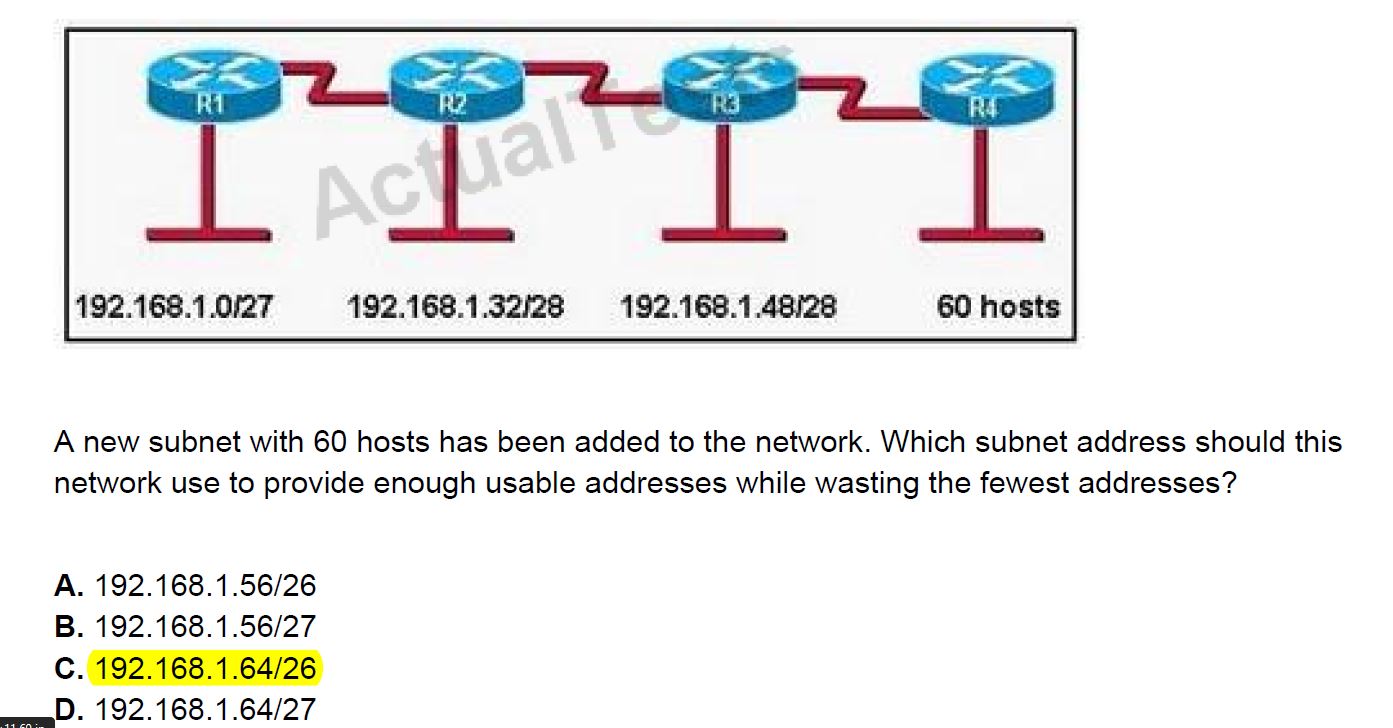 R1 R2 R3 R4
ActualTe
192.168.1.0/27 192.168.1.32/28 192.168.1.48/28 60 hosts
A new subnet with 60 hosts has been added to the network. Which subnet address should this
network use to provide enough usable addresses while wasting the fewest addresses?
A. 192.168.1.56/26
B. 192.168.1.56/27
C. 192.168.1.64/26
D. 192.168.1.64/27